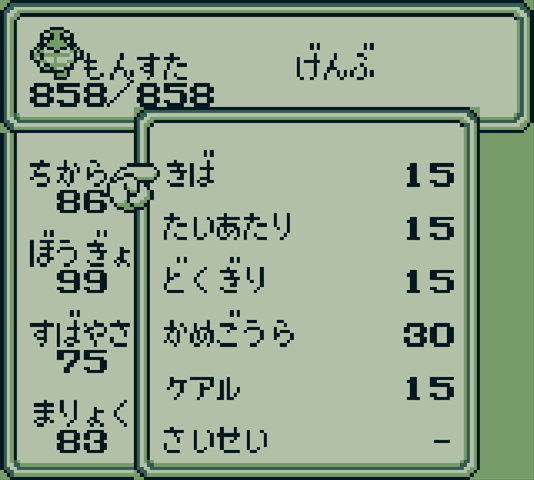 もんすた げんぶ
858/858
ちから
86
ぼうぎょ
99
すばやさ
75
まりょく
83
きば 15
たいあたり 15
どくぎり 15
かめごうら 30
ケアル 15
さいせい -